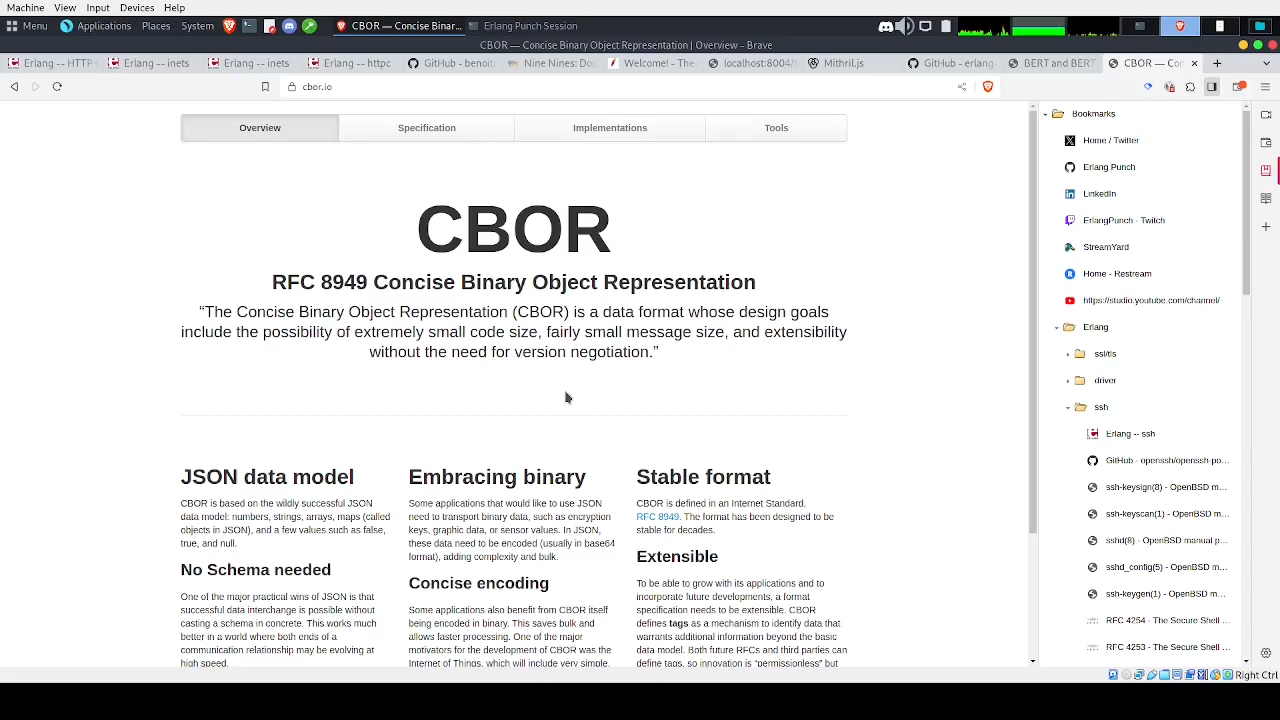 Machine View Input Devices Help
Menu Applications Places System CBOR — Concise Binar... Erlang Punch Session
CBOR — Concise Binary Object Representation | Overview - Brave
Erlang -- HTTP Erlang -- inets Erlang -- inets Erlang -- httpc GitHub - benoitc Nine Nines: Doc Welcome! - The localhost:8004/t Mithril.js GitHub - erlang- BERT and BERT CBOR — Con
cbor.io
Overview Specification Implementations Tools
CBOR
RFC 8949 Concise Binary Object Representation
“The Concise Binary Object Representation (CBOR) is a data format whose design goals
include the possibility of extremely small code size, fairly small message size, and extensibility
without the need for version negotiation.”
JSON data model
CBOR is based on the wildly successful JSON
data model: numbers, strings, arrays, maps (called
objects in JSON), and a few values such as false,
true, and null.
No Schema needed
One of the major practical wins of JSON is that
successful data interchange is possible without
casting a schema in concrete. This works much
better in a world where both ends of a
communication relationship may be evolving at
high speed.
Embracing binary
Some applications that would like to use JSON
need to transport binary data, such as encryption
keys, graphic data, or sensor values. In JSON,
these data need to be encoded (usually in base64
format), adding complexity and bulk.
Concise encoding
Some applications also benefit from CBOR itself
being encoded in binary. This saves bulk and
allows faster processing. One of the major
motivators for the development of CBOR was the
Internet of Things, which will include very simple,
Stable format
CBOR is defined in an Internet Standard,
RFC 8949. The format has been designed to be
stable for decades.
Extensible
To be able to grow with its applications and to
incorporate future developments, a format
specification needs to be extensible. CBOR
defines tags as a mechanism to identify data that
warrants additional information beyond the basic
data model. Both future RFCs and third parties can
define tags, so innovation is “permissionless” but
Bookmarks
Home / Twitter
Erlang Punch
LinkedIn
ErlangPunch - Twitch
StreamYard
Home - Restream
https://studio.youtube.com/channel/
Erlang
ssl/tls
driver
ssh
Erlang -- ssh
GitHub - openssh/openssh-po...
ssh-keysign(8) - OpenBSD m...
ssh-keyscan(1) - OpenBSD m...
sshd(8) - OpenBSD manual p...
sshd_config(5) - OpenBSD m...
ssh-keygen(1) - OpenBSD m...
RFC 4254 - The Secure Shell ...
RFC 4253 - The Secure Shell ...
Right Ctrl